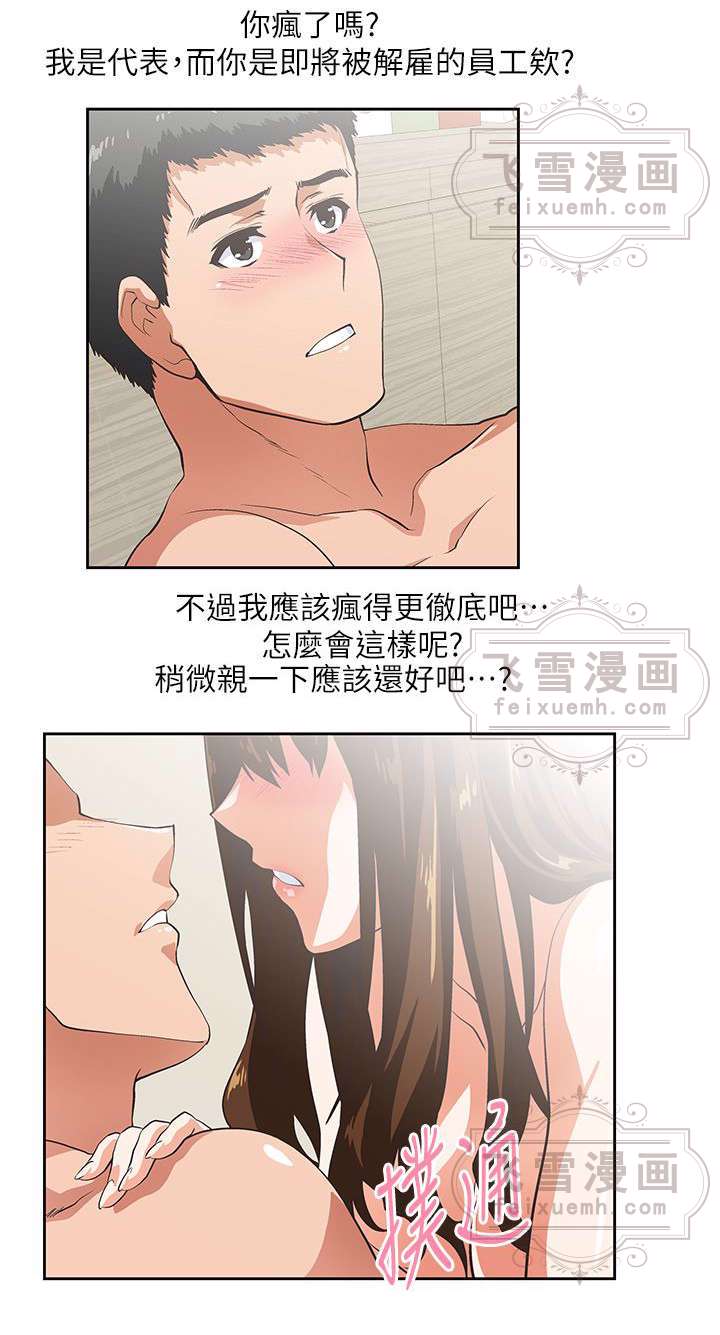 你瘋了嗎?
我是代表，而你是即將被解雇的員工欸?
飞雪漫画
feixuemh.com
不過我應該瘋得更徹底吧…
怎麼會這樣呢?
稍微親一下應該還好吧…?
飞雪漫画
feixuemh.com
撲通
飞雪漫画
feixuemh.com